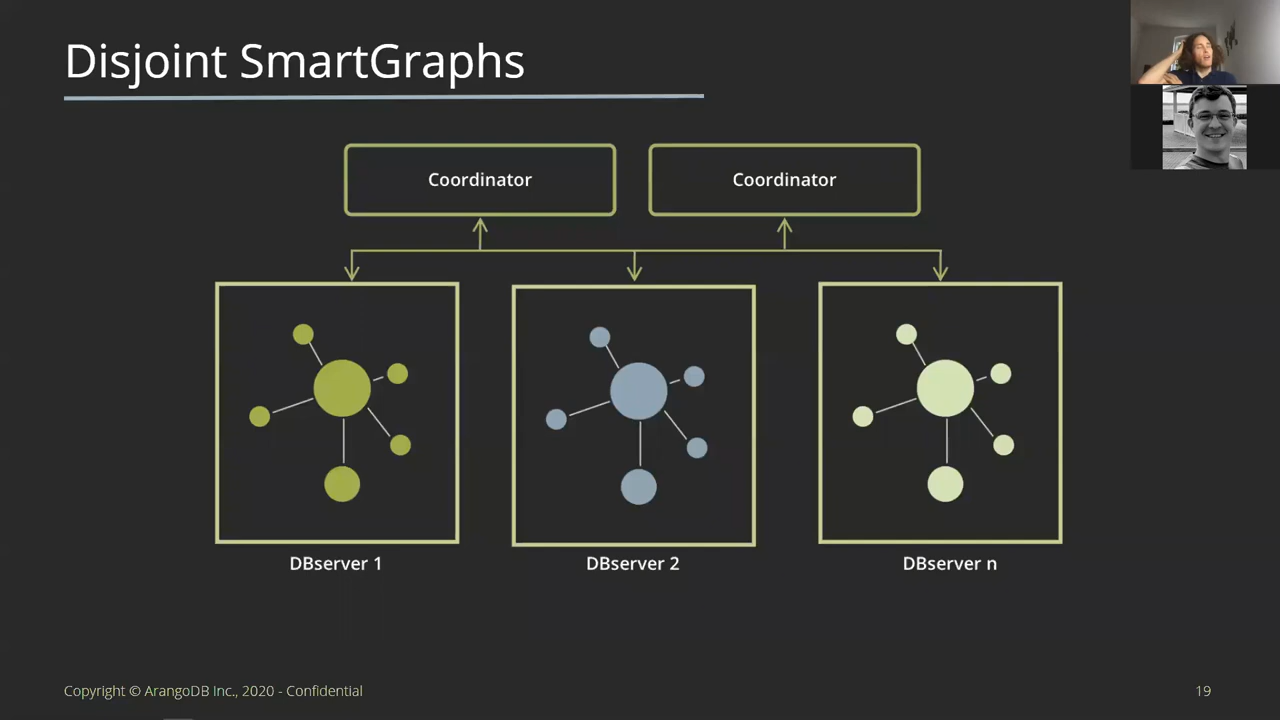 Disjoint SmartGraphs
Coordinator
Coordinator
DBserver 1
DBserver 2
DBserver n
Copyright © ArangoDB Inc., 2020 - Confidential
19